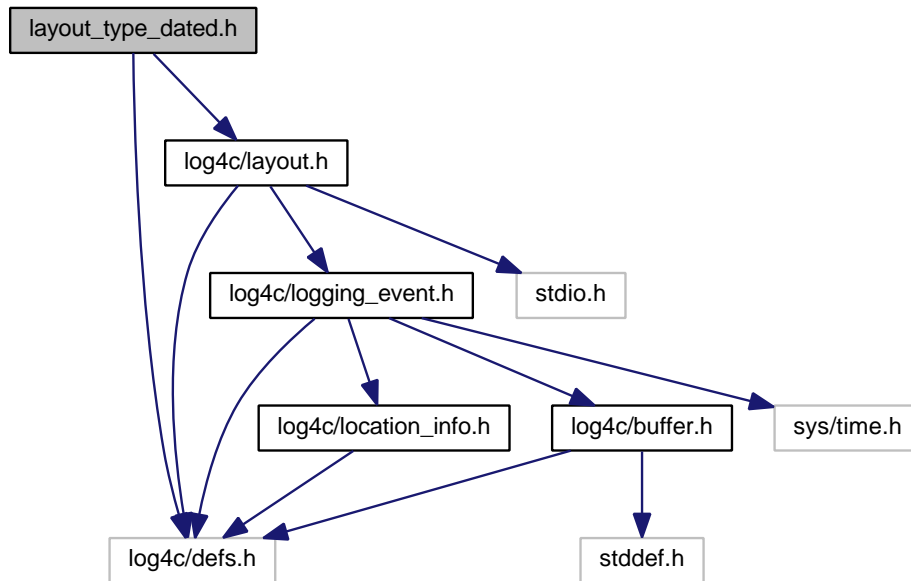 layout_type_dated.h
log4c/layout.h
log4c/logging_event.h
stdio.h
log4c/location_info.h
log4c/buffer.h
sys/time.h
log4c/defs.h
stddef.h